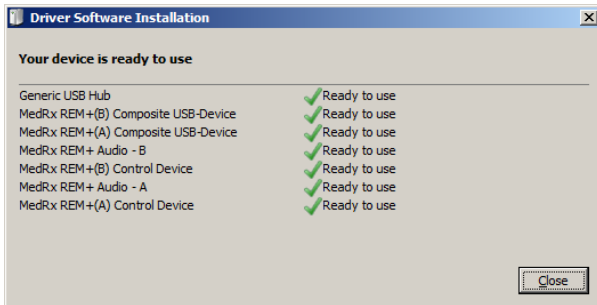 Driver Software Installation
Your device is ready to use
Generic USB Hub Ready to use
MedRx REM+(B) Composite USB-Device Ready to use
MedRx REM+(A) Composite USB-Device Ready to use
MedRx REM+ Audio - B Ready to use
MedRx REM+(B) Control Device Ready to use
MedRx REM+ Audio - A Ready to use
MedRx REM+(A) Control Device Ready to use
Close